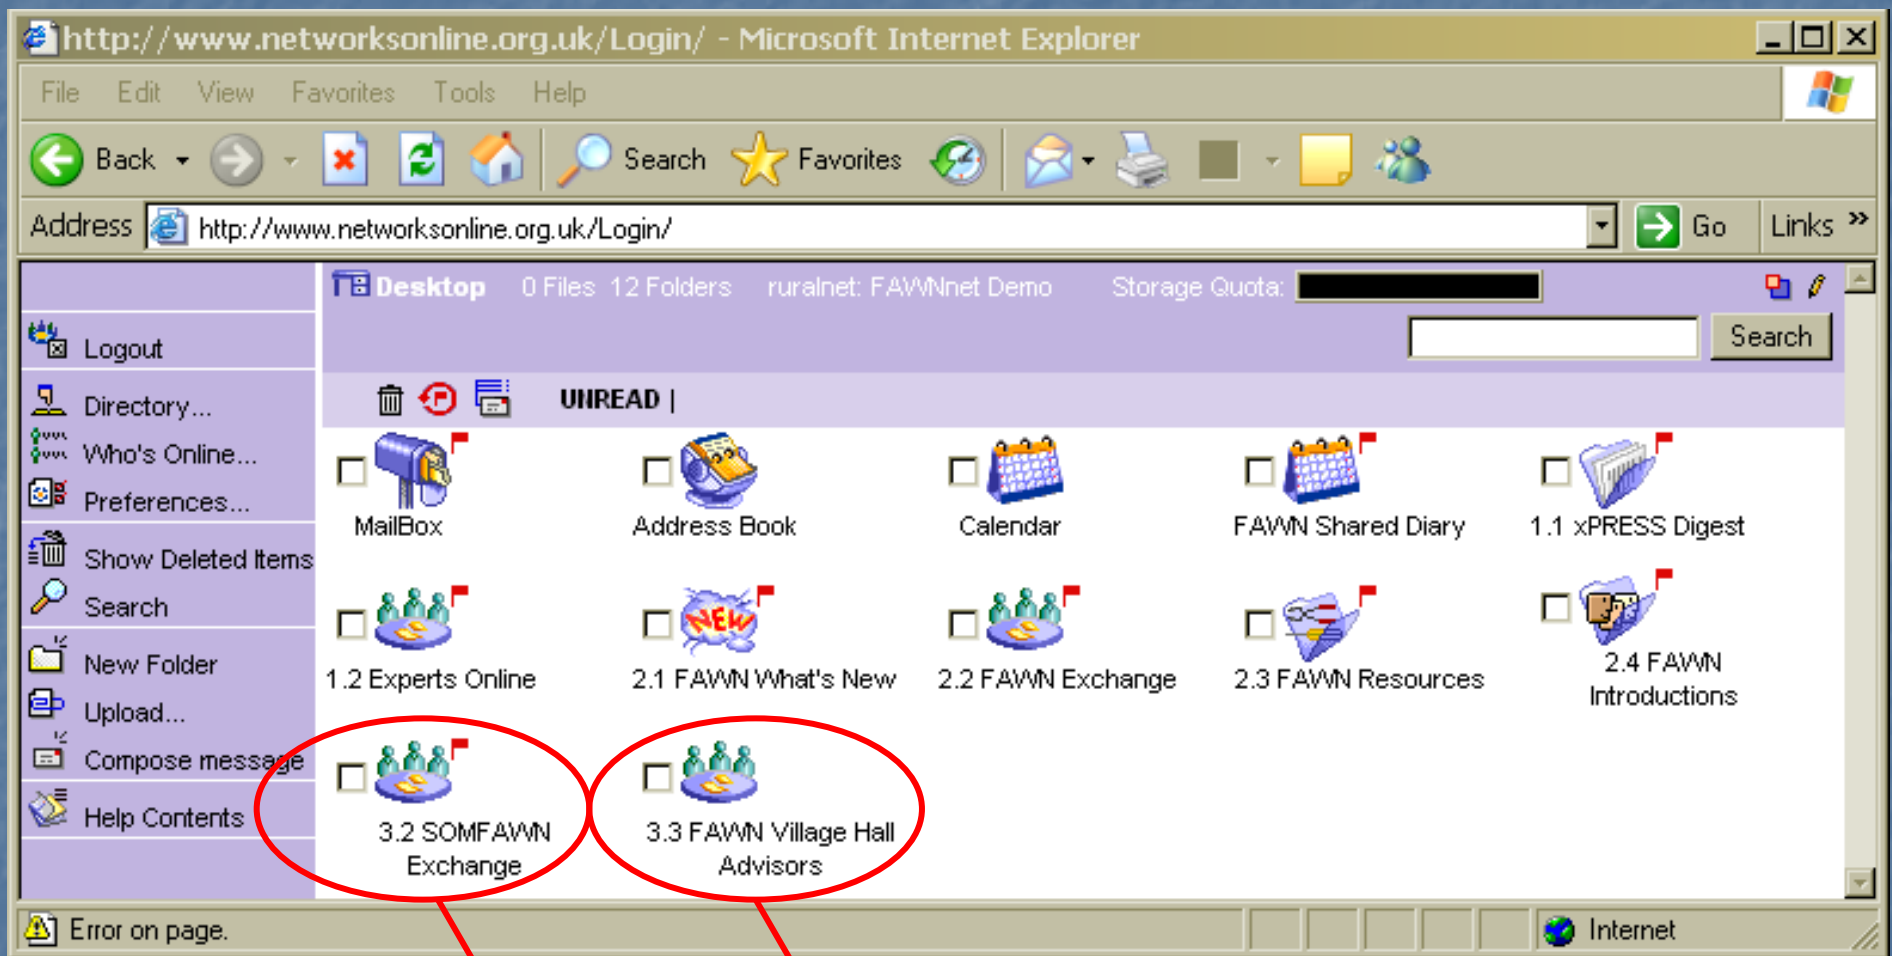 http://www.networksonline.org.uk/Login/ - Microsoft Internet Explorer
File Edit View Favorites Tools Help
Back Search Favorites
Address http://www.networksonline.org.uk/Login/ Go Links »
Desktop 0 Files 12 Folders ruralnet: FAWNnet Demo Storage Quota:
Search
Logout
Directory...
Who's Online...
Preferences...
Show Deleted Items
Search
New Folder
Upload...
Compose message
Help Contents
UNREAD |
MailBox Address Book Calendar FAWN Shared Diary 1.1 xPRESS Digest
1.2 Experts Online 2.1 FAWN What's New 2.2 FAWN Exchange 2.3 FAWN Resources 2.4 FAWN
Introductions
NEW
3.2 SOMFAWN 3.3 FAWN Village Hall
Exchange Advisors
Error on page. Internet